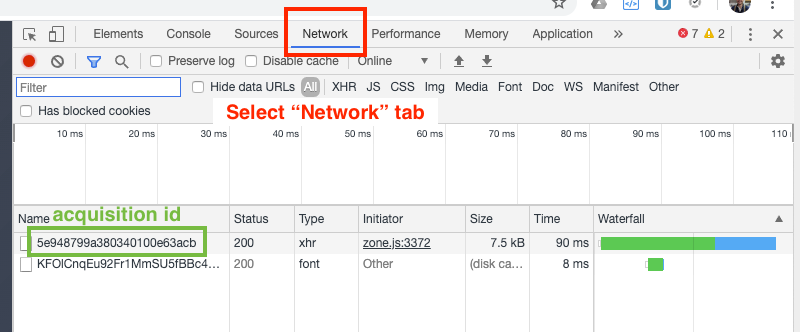 Elements Console Sources Network Performance Memory Application » 7 2
Preserve log Disable cache Online
Filter Hide data URLs All XHR JS CSS Img Media Font Doc WS Manifest Other
Has blocked cookies
Select “Network” tab
10 ms 20 ms 30 ms 40 ms 50 ms 60 ms 70 ms 80 ms 90 ms 100 ms 110
acquisition id
Name Status Type Initiator Size Time Waterfall
5e948799a380340100e63acb 200 xhr zone.js:3372 7.5 kB 90 ms
KFOlCnqEu92Fr1MmSU5fBBc4... 200 font Other (disk ca... 8 ms